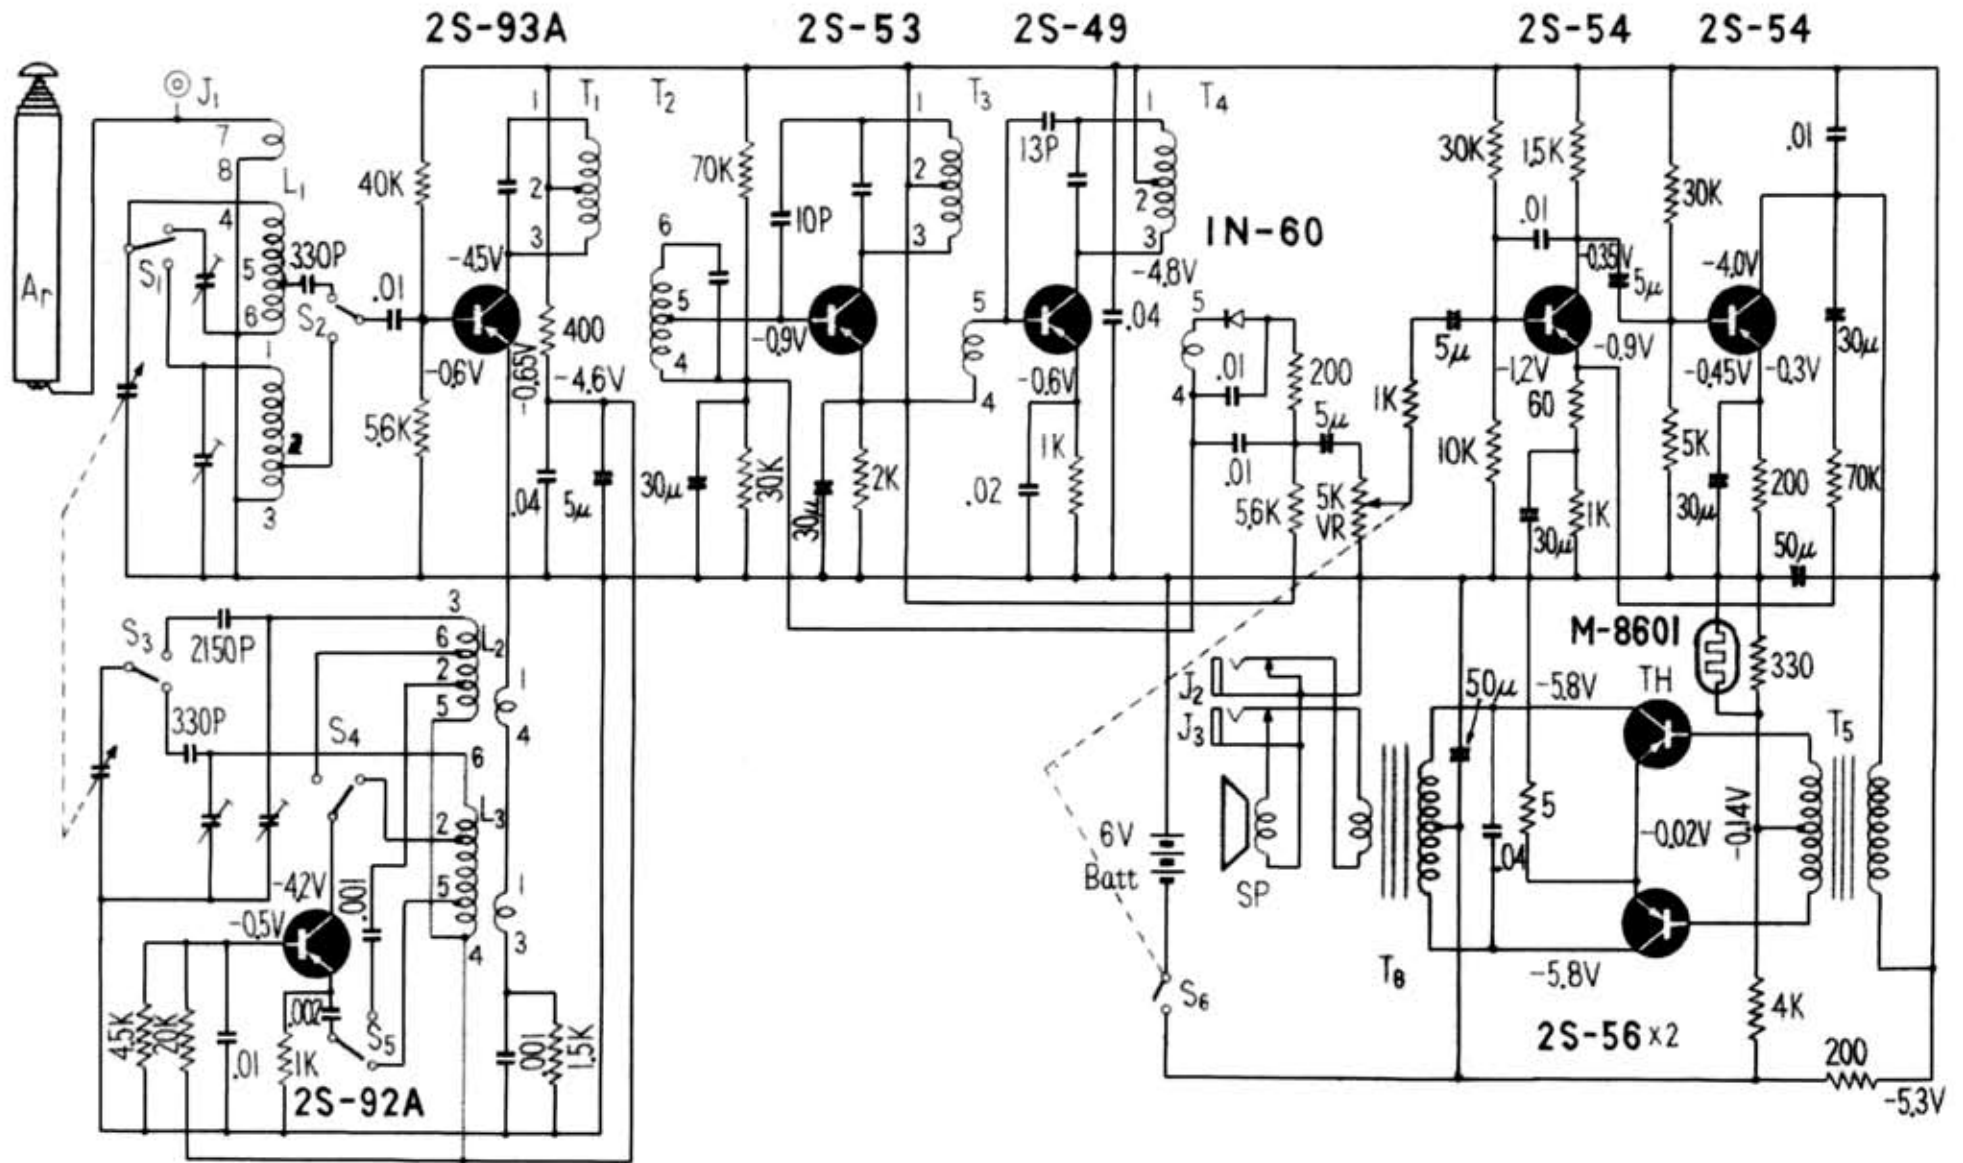 2S-93A
2S-53
2S-49
2S-54
2S-54
Ar
J1
7
8
L1
4
5
6
S1
330P
S2
1
2
3
.01
40K
5.6K
-0.6V
-4.5V
-0.65V
1
T1
2
3
400
-4.6V
.04
5μ
T2
6
5
4
70K
10P
30μ
30K
-0.9V
30μ
2K
1
T3
2
3
5
4
13P
-0.6V
.02
1K
1
T4
2
3
-4.8V
.04
IN-60
5
4
.01
200
.01
5μ
5.6K
5K
VR
1K
5μ
30K
1.5K
.01
-0.35V
5μ
-1.2V
-0.9V
10K
60
30μ
1K
30K
-4.0V
-0.45V
-0.3V
5K
30μ
200
.01
30μ
70K
50μ
S3
2150P
330P
3
6
L2
2
5
1
4
S4
6
L3
2
5
4
1
3
-4.2V
.001
-0.5V
45K
20K
.01
1K
.002
S5
2S-92A
.001
1.5K
6V
Batt
S6
J2
J3
SP
T6
50μ
-5.8V
.04
5
-5.8V
M-8601
TH
330
T5
-0.02V
-0.14V
2S-56 x2
4K
200
-5.3V